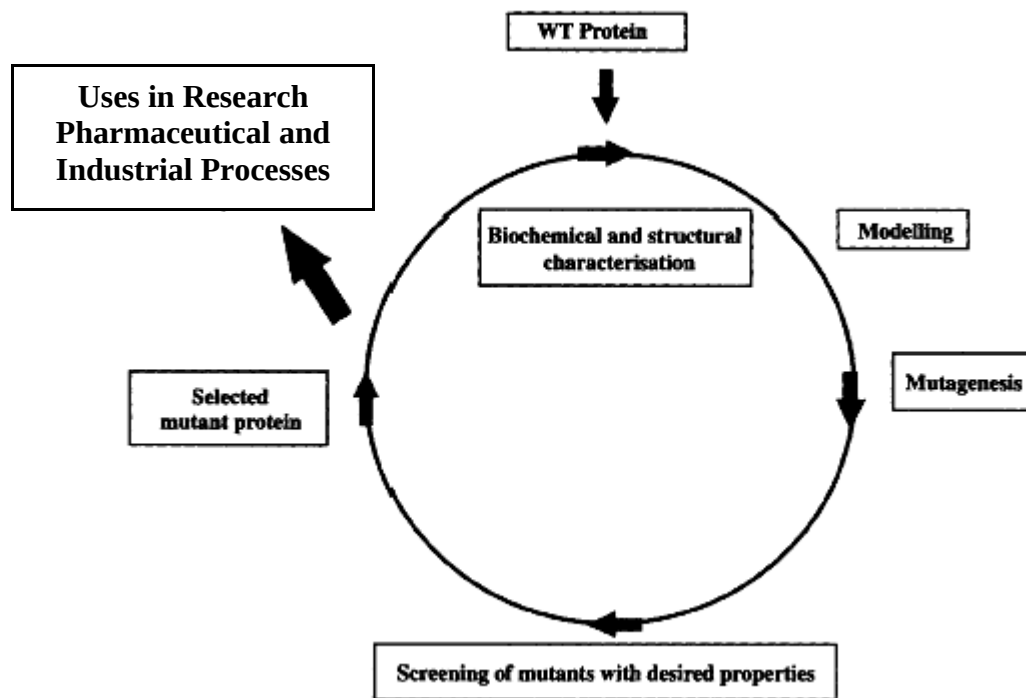 WT Protein
Uses in Research
Pharmaceutical and
Industrial Processes
Biochemical and structural
characterisation
Modelling
Mutagenesis
Selected
mutant protein
Screening of mutants with desired properties